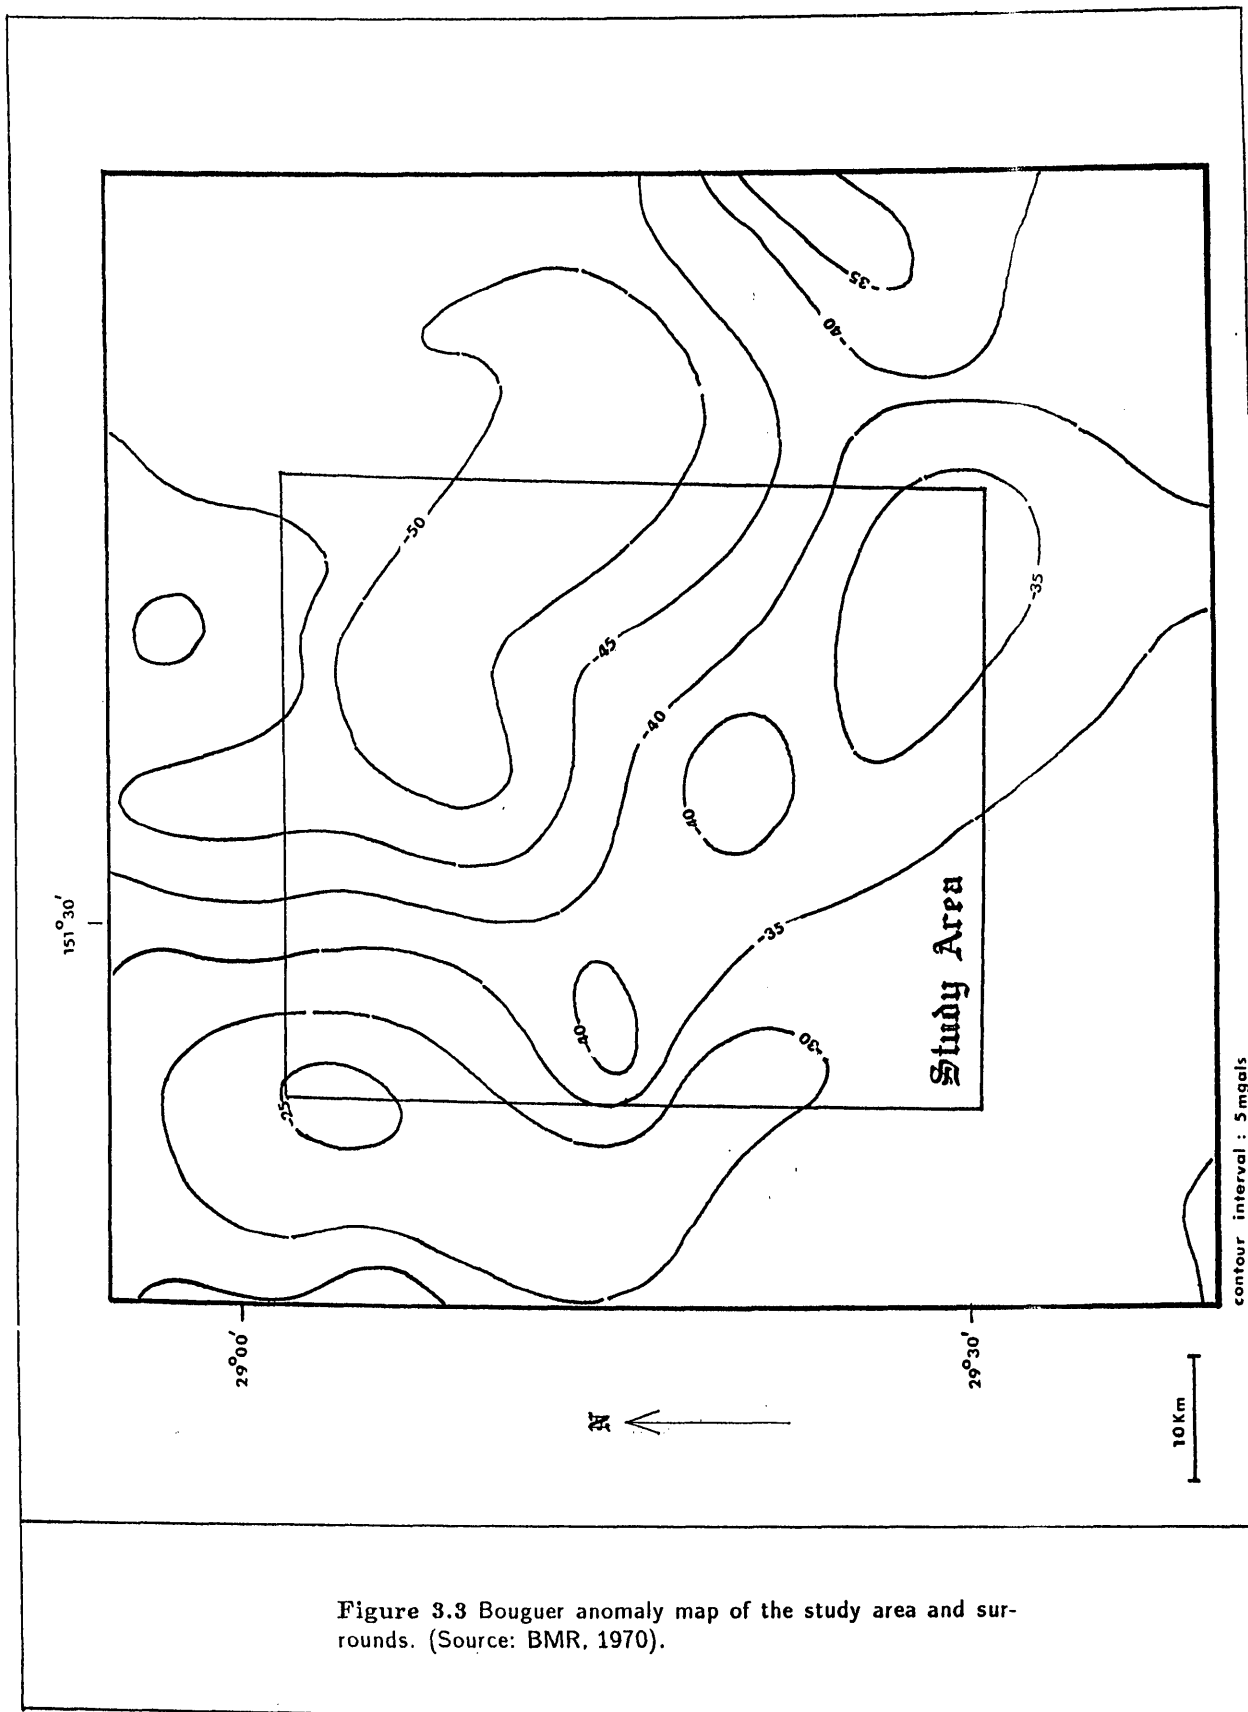 151°30'
-35
-40
-50
-35
-45
-40
-40
-35
-40
-30
-25
Study Area
29°00'
29°30'
N
10Km
contour interval : 5mgals
Figure 3.3 Bouguer anomaly map of the study area and sur-
rounds. (Source: BMR, 1970).